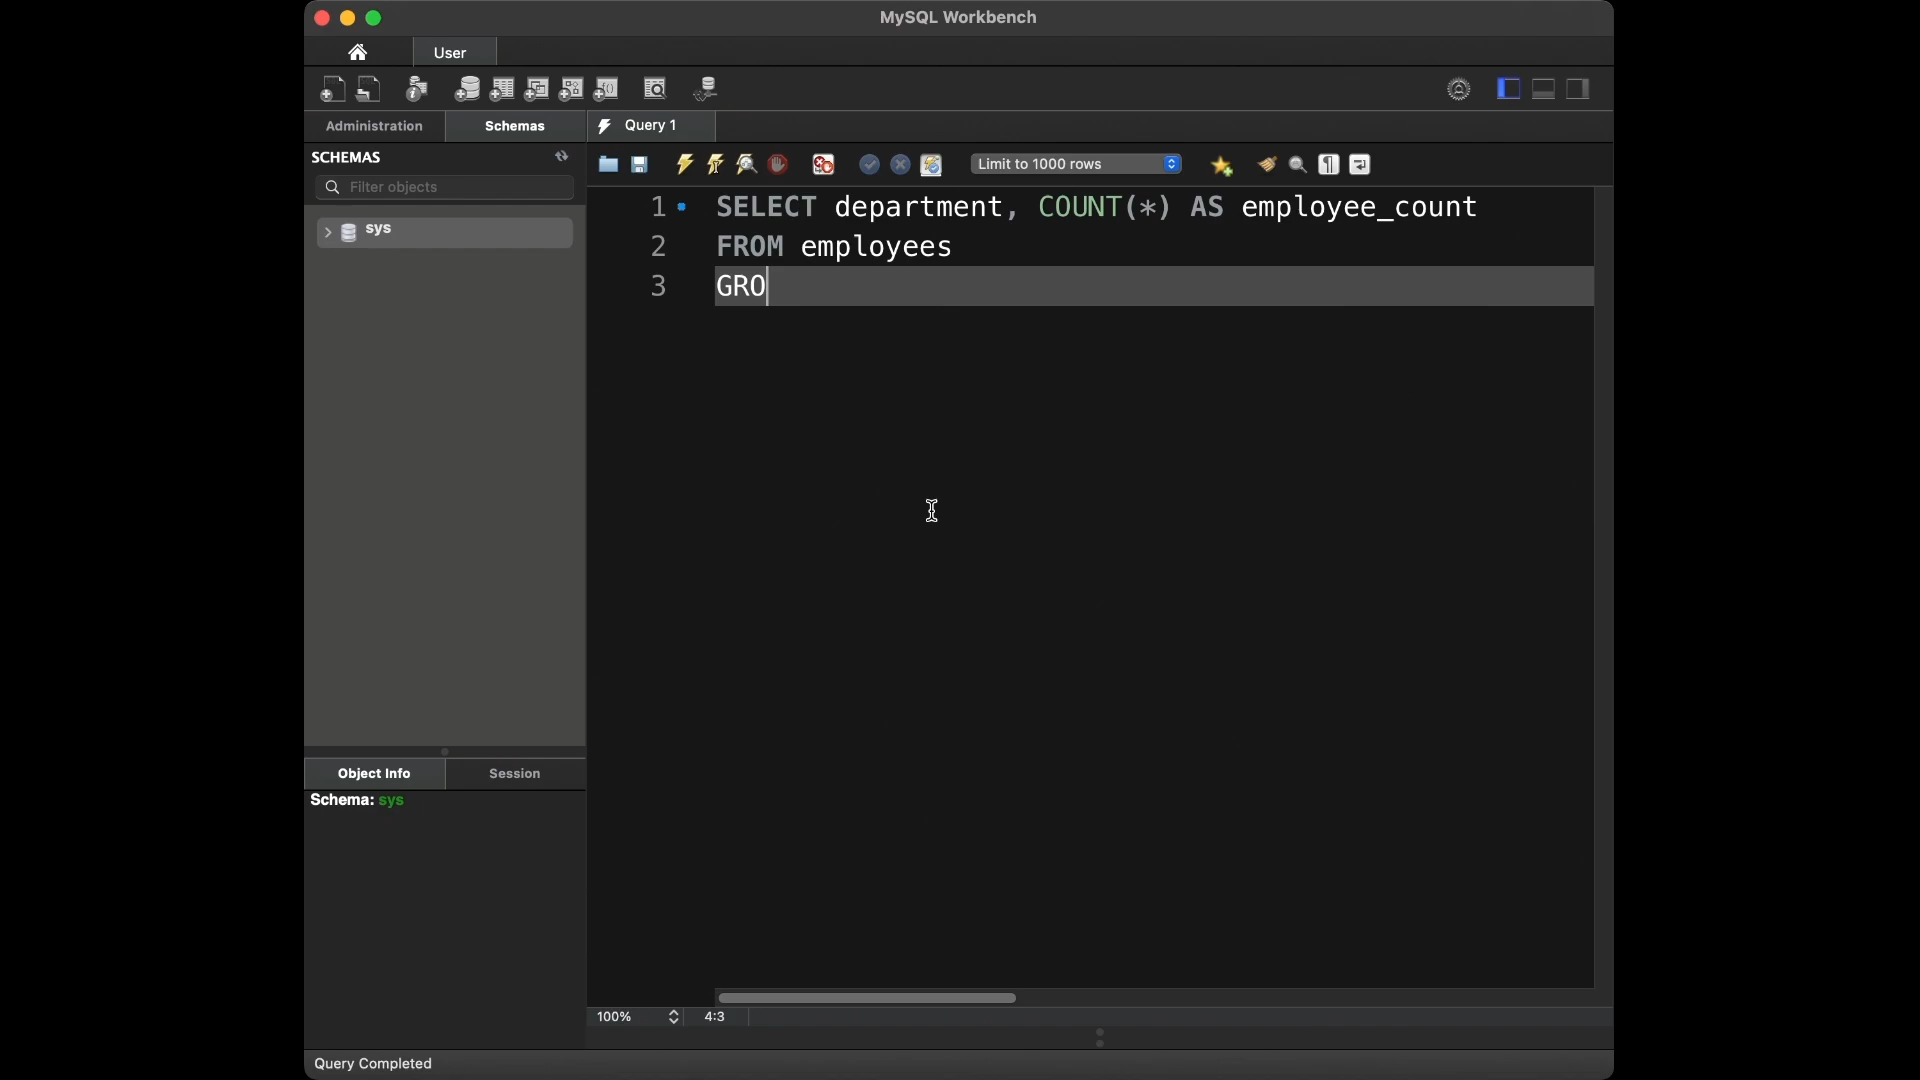 MySQL Workbench
User
Administration
Schemas
Query 1
SCHEMAS
Filter objects
Limit to 1000 rows
sys
1 SELECT department, COUNT(*) AS employee_count
2 FROM employees
3 GRO
Object Info
Session
Schema: sys
100%
4:3
Query Completed